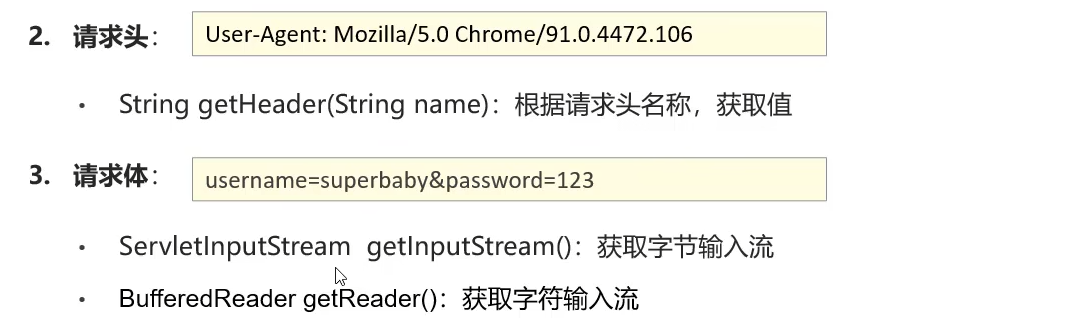 2. 请求头: User-Agent: Mozilla/5.0 Chrome/91.0.4472.106
• String getHeader(String name)：根据请求头名称，获取值
3. 请求体: username=superbaby&password=123
• ServletInputStream getInputStream()：获取字节输入流
• BufferedReader getReader()：获取字符输入流